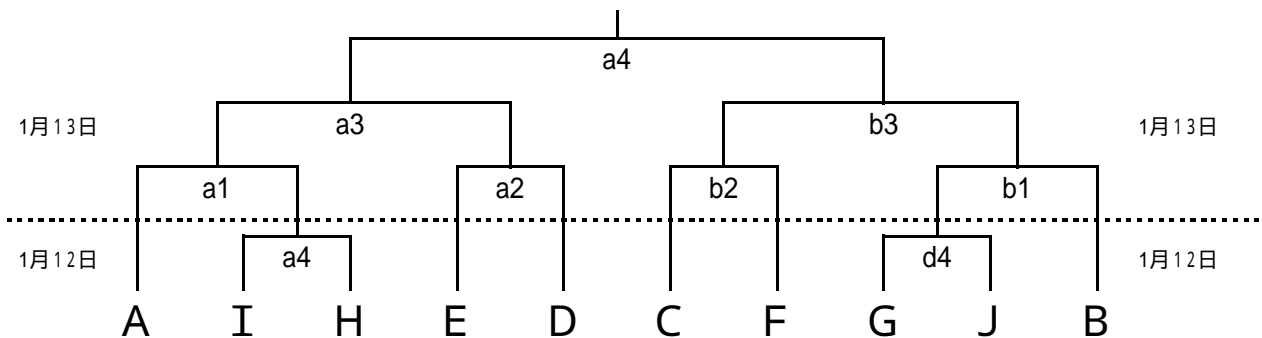 a4
1月13日 a3 b3 1月13日
a1 a2 b2 b1
1月12日 a4 d4 1月12日
A I H E D C F G J B